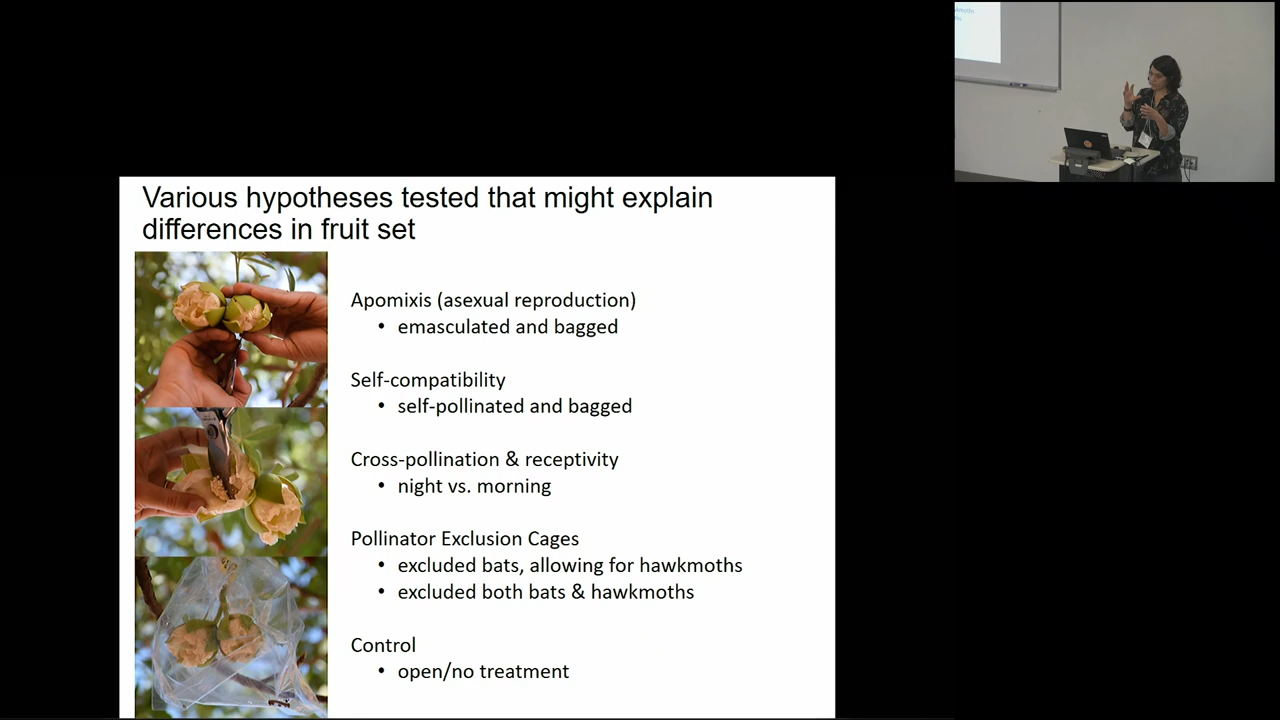 Various hypotheses tested that might explain
differences in fruit set
Apomixis (asexual reproduction)
• emasculated and bagged
Self-compatibility
• self-pollinated and bagged
Cross-pollination & receptivity
• night vs. morning
Pollinator Exclusion Cages
• excluded bats, allowing for hawkmoths
• excluded both bats & hawkmoths
Control
• open/no treatment